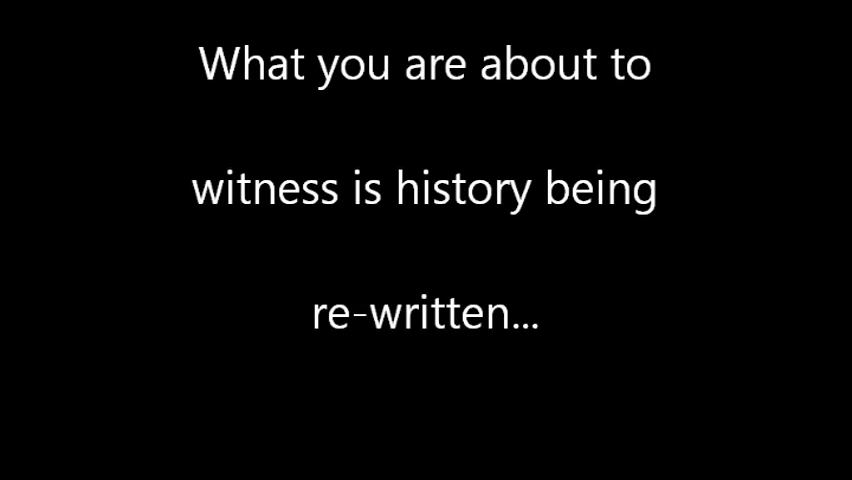 What you are about to
witness is history being
re-written...